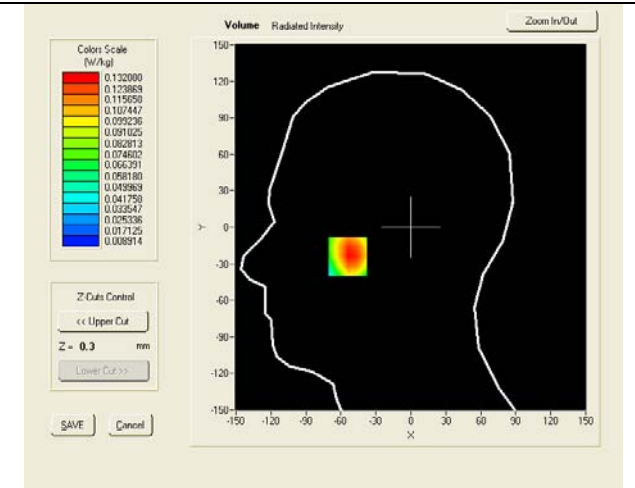 Volume Radiated Intensity
Zoom In/Out
Colors Scale
(W/kg)
0.132080
0.123869
0.115658
0.107447
0.099236
0.091025
0.082813
0.074602
0.066391
0.058180
0.049969
0.041758
0.033547
0.025336
0.017125
0.008914
150
120
90
60
30
0
-30
-60
-90
-120
-150
Y
-150 -120 -90 -60 -30 0 30 60 90 120 150
X
Z-Cuts Control
<< Upper Cut
Z = 0.3 mm
Lower Cut >>
SAVE Cancel